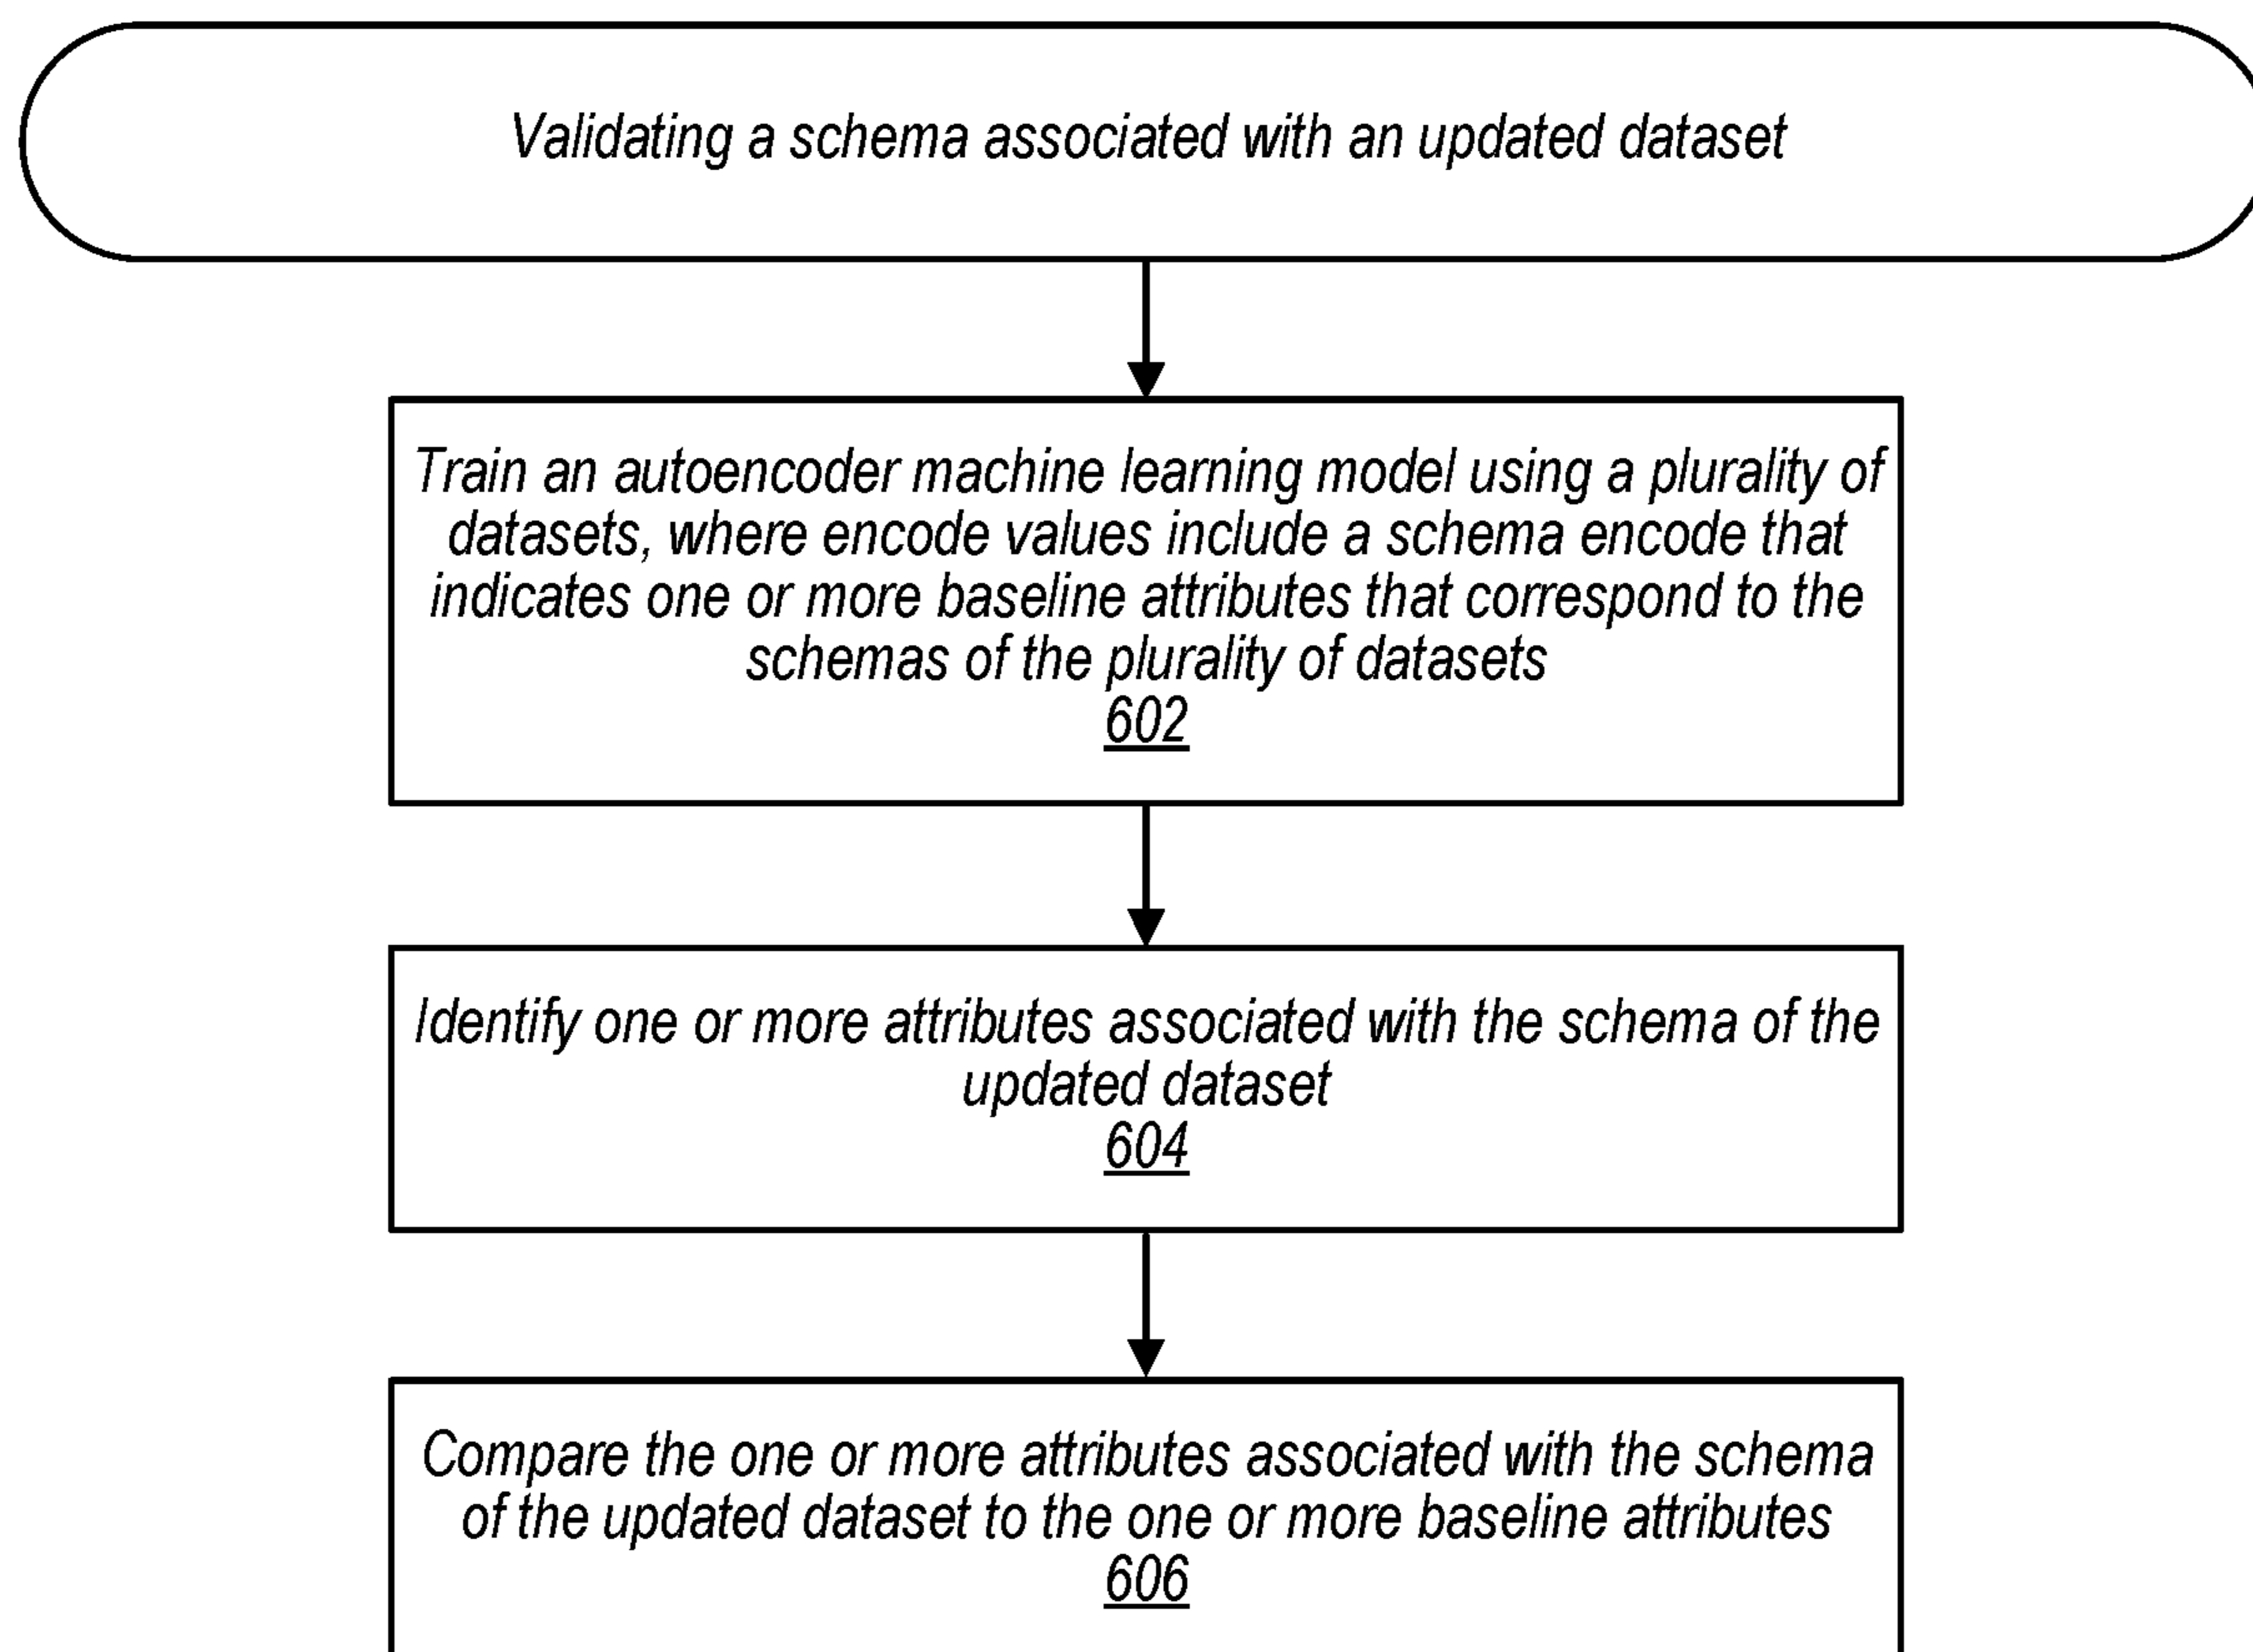 Validating a schema associated with an updated dataset
Train an autoencoder machine learning model using a plurality of
datasets, where encode values include a schema encode that
indicates one or more baseline attributes that correspond to the
schemas of the plurality of datasets
602
Identify one or more attributes associated with the schema of the
updated dataset
604
Compare the one or more attributes associated with the schema
of the updated dataset to the one or more baseline attributes
606